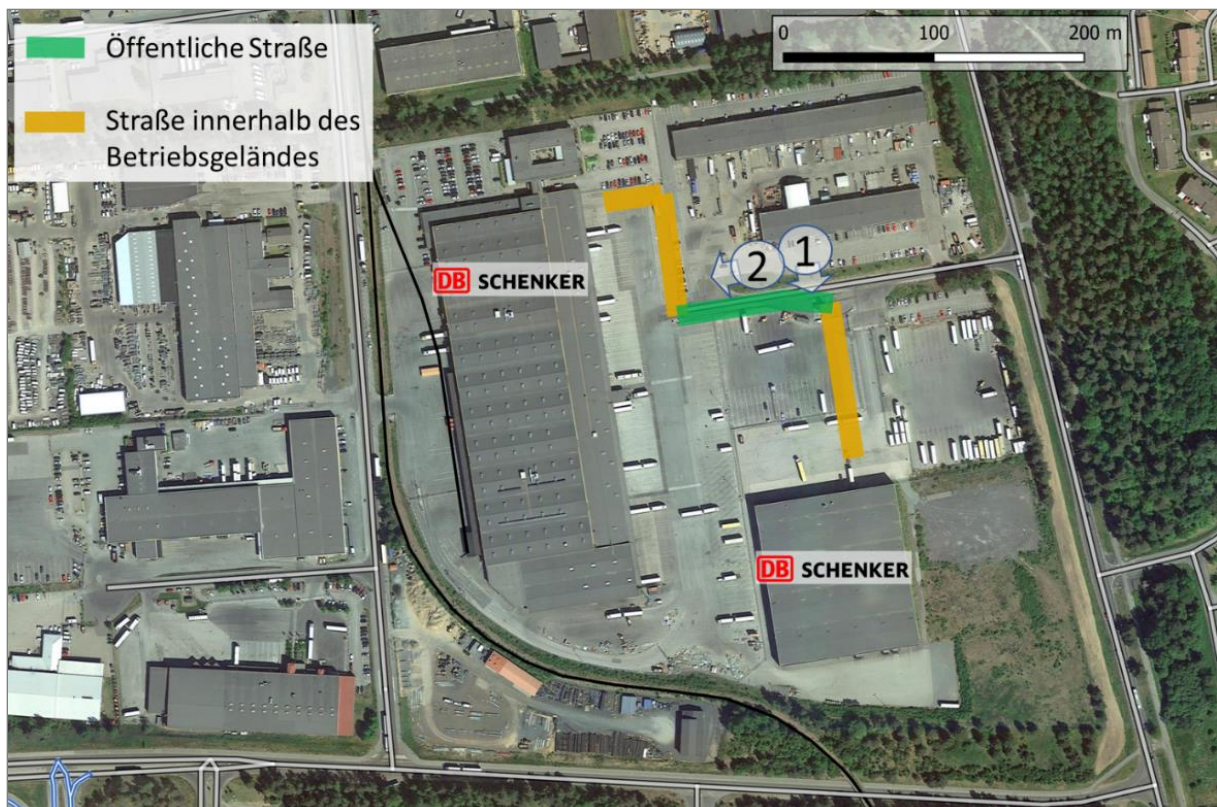 Öffentliche Straße
Straße innerhalb des
Betriebsgeländes
0 100 200 m
2 1
DB SCHENKER
DB SCHENKER